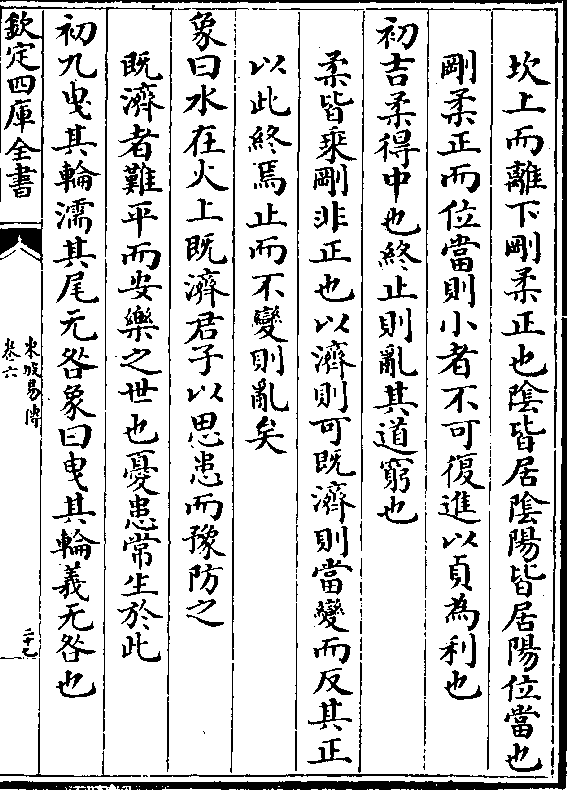 坎上而離下剛柔正也隂皆居隂陽皆居陽位當也
剛柔正而位當則小者不可復進以貞為利也
初吉柔得中也終止則亂其道窮也
柔皆乘剛非正也以濟則可既濟則當變而反其正
以此終焉止而不變則亂矣
象曰水在火上既濟君子以思患而豫防之
既濟者難平而安樂之世也憂患常生於此
初九曳其輪濡其尾无咎象曰曳其輪義无咎也
欽定四庫全書
東坡易傳
卷六